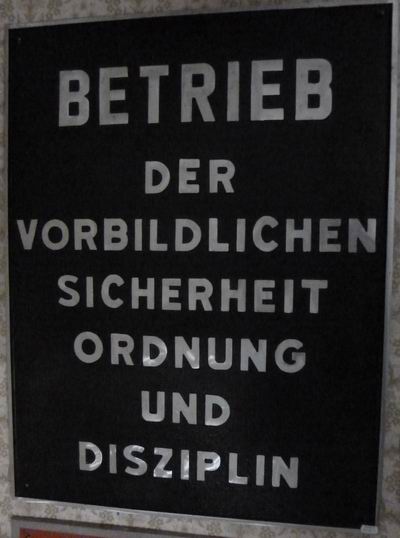 BETRIEB
DER
VORBILDLICHEN
SICHERHEIT
ORDNUNG
UND
DISZIPLIN